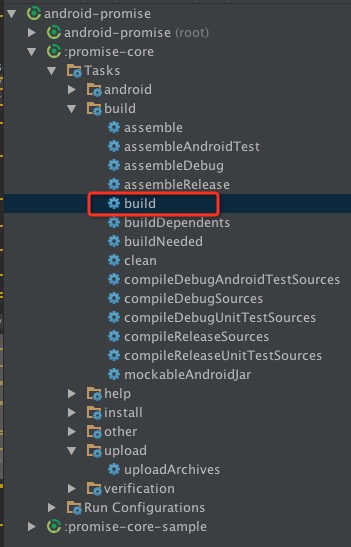 android-promise
android-promise (root)
:promise-core
Tasks
android
build
assemble
assembleAndroidTest
assembleDebug
assembleRelease
build
buildDependents
buildNeeded
clean
compileDebugAndroidTestSources
compileDebugSources
compileDebugUnitTestSources
compileReleaseSources
compileReleaseUnitTestSources
mockableAndroidJar
help
install
other
upload
uploadArchives
verification
Run Configurations
:promise-core-sample